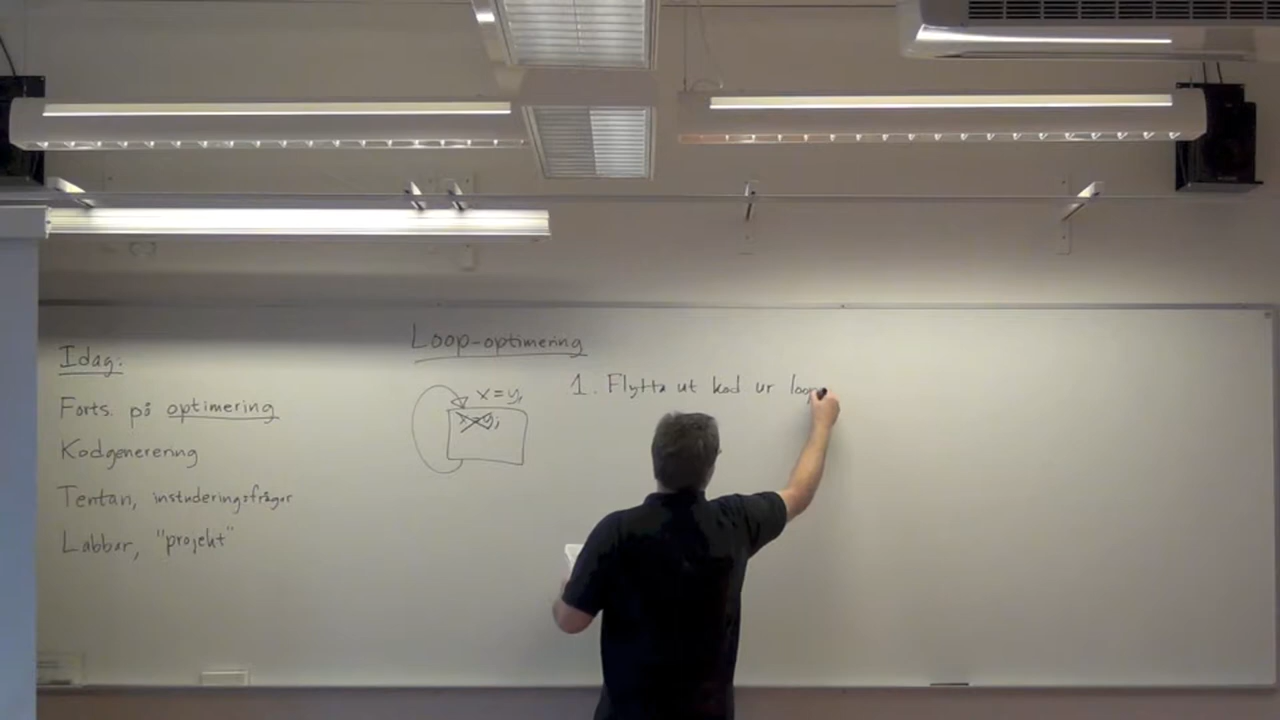 Idag:
Forts. på optimering
Kodgenerering
Tentan, instuderingsfrågor
Labbar, "projekt"
Loop-optimering
x=y;
x=y;
1. Flytta ut kod ur loop